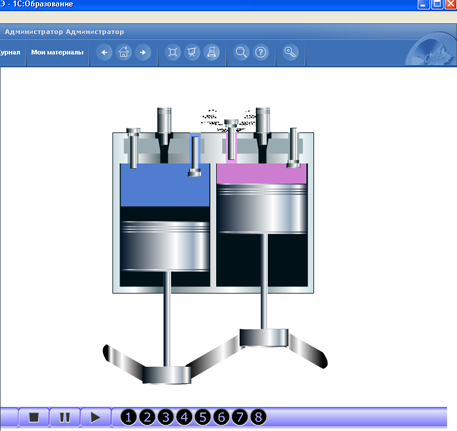 Э - 1С:Образование
Администратор Администратор
урнал Мои материалы
1 2 3 4 5 6 7 8